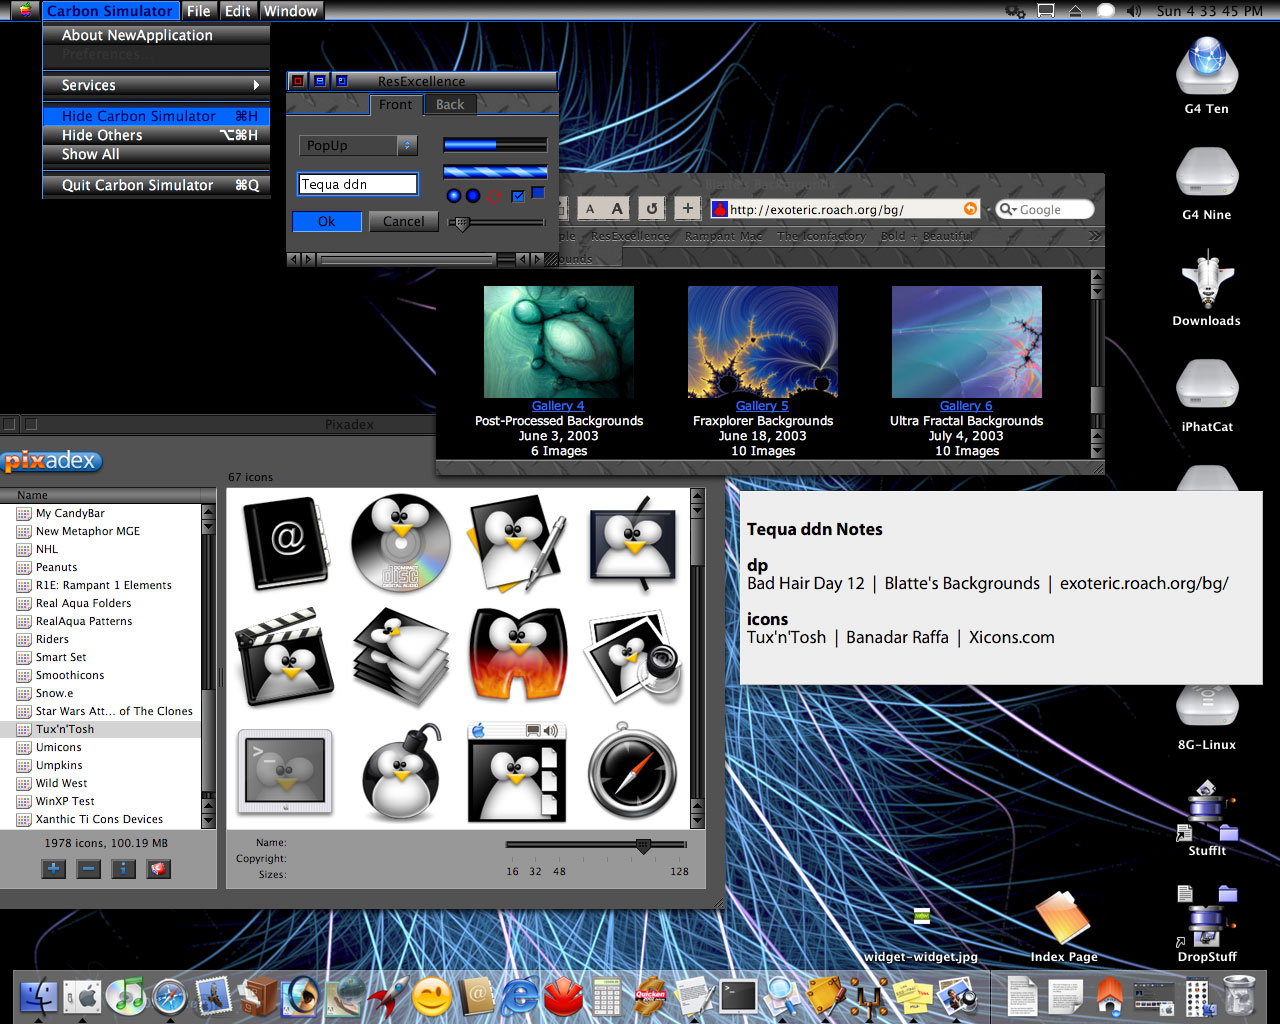 Carbon Simulator File Edit Window
Sun 4 33 45 PM
About NewApplication
Preferences...
Services
Hide Carbon Simulator ⌘H
Hide Others ⌥⌘H
Show All
Quit Carbon Simulator ⌘Q
ResExcellence
Front Back
PopUp
Tequa ddn
Ok Cancel
A A
http://exoteric.roach.org/bg/
Google
ResExcellence Rampant Mac The Iconfactory Bold + Beautiful
Gallery 4
Post-Processed Backgrounds
June 3, 2003
6 Images
Gallery 5
Fraxplorer Backgrounds
June 18, 2003
10 Images
Gallery 6
Ultra Fractal Backgrounds
July 4, 2003
10 Images
G4 Ten
G4 Nine
Downloads
iPhatCat
8G-Linux
StuffIt
DropStuff
Index Page
widget-widget.jpg
Pixadex
pixadex
67 icons
Name
My CandyBar
New Metaphor MGE
NHL
Peanuts
R1E: Rampant 1 Elements
Real Aqua Folders
RealAqua Patterns
Riders
Smart Set
Smoothicons
Snow.e
Star Wars Att... of The Clones
Tux'n'Tosh
Umicons
Umpkins
Wild West
WinXP Test
Xanthic Ti Cons Devices
1978 icons, 100.19 MB
@
COMPACT
disc
DIGITAL AUDIO
Name:
Copyright:
Sizes:
16 32 48 128
Tequa ddn Notes
dp
Bad Hair Day 12 | Blatte's Backgrounds | exoteric.roach.org/bg/
icons
Tux'n'Tosh | Banadar Raffa | Xicons.com
Quicken